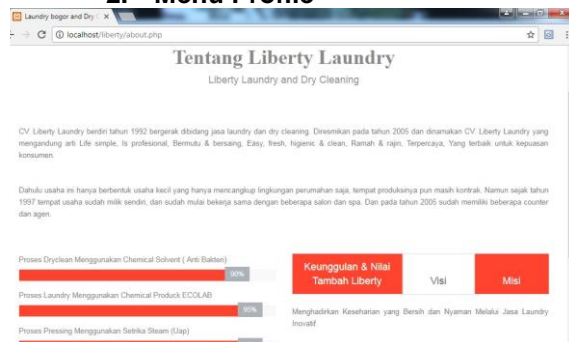 2. Menu Profile
Laundry bogor and Dry C
localhost/liberty/about.php
Tentang Liberty Laundry
Liberty Laundry and Dry Cleaning
CV. Liberty Laundry berdiri tahun 1992 bergerak dibidang jasa laundry dan dry cleaning. Diresmikan pada tahun 2005 dan dinamakan CV. Liberty Laundry yang
mengandung arti Life simple, Is profesional, Bermutu & bersaing, Easy, fresh, higienic & clean, Ramah & rajin, Terpercaya, Yang terbaik untuk kepuasan
konsumen.
Dahulu usaha ini hanya berbentuk usaha kecil yang hanya mencangkup lingkungan perumahan saja, tempat produksinya pun masih kontrak. Namun sejak tahun
1997 tempat usaha sudah milik sendiri, dan sudah mulai bekerja sama dengan beberapa salon dan spa. Dan pada tahun 2005 sudah memiliki beberapa counter
dan agen.
Proses Dryclean Menggunakan Chemical Solvent ( Anti Bakteri)
90%
Proses Laundry Menggunakan Chemical Produck ECOLAB
95%
Proses Pressing Menggunakan Setrika Steam (Uap)
Keunggulan & Nilai
Tambah Liberty
Visi
Misi
Menghadirkan Keseharian yang Bersih dan Nyaman Melalui Jasa Laundry
Inovatif.